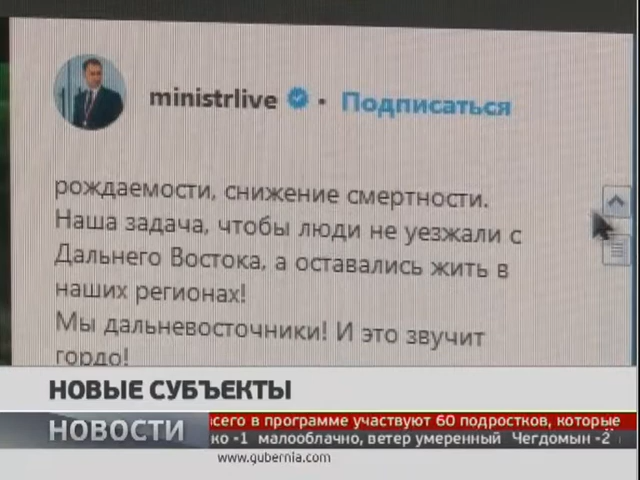 ministrlive • Подписаться
рождаемости, снижение смертности.
Наша задача, чтобы люди не уезжали с
Дальнего Востока, а оставались жить в
наших регионах!
Мы дальневосточники! И это звучит
гордо!
НОВЫЕ СУБЪЕКТЫ
НОВОСТИ
всего в программе участвуют 60 подростков, которые
ко -1 малооблачно, ветер умеренный Чегдомын -2
www.gubernia.com